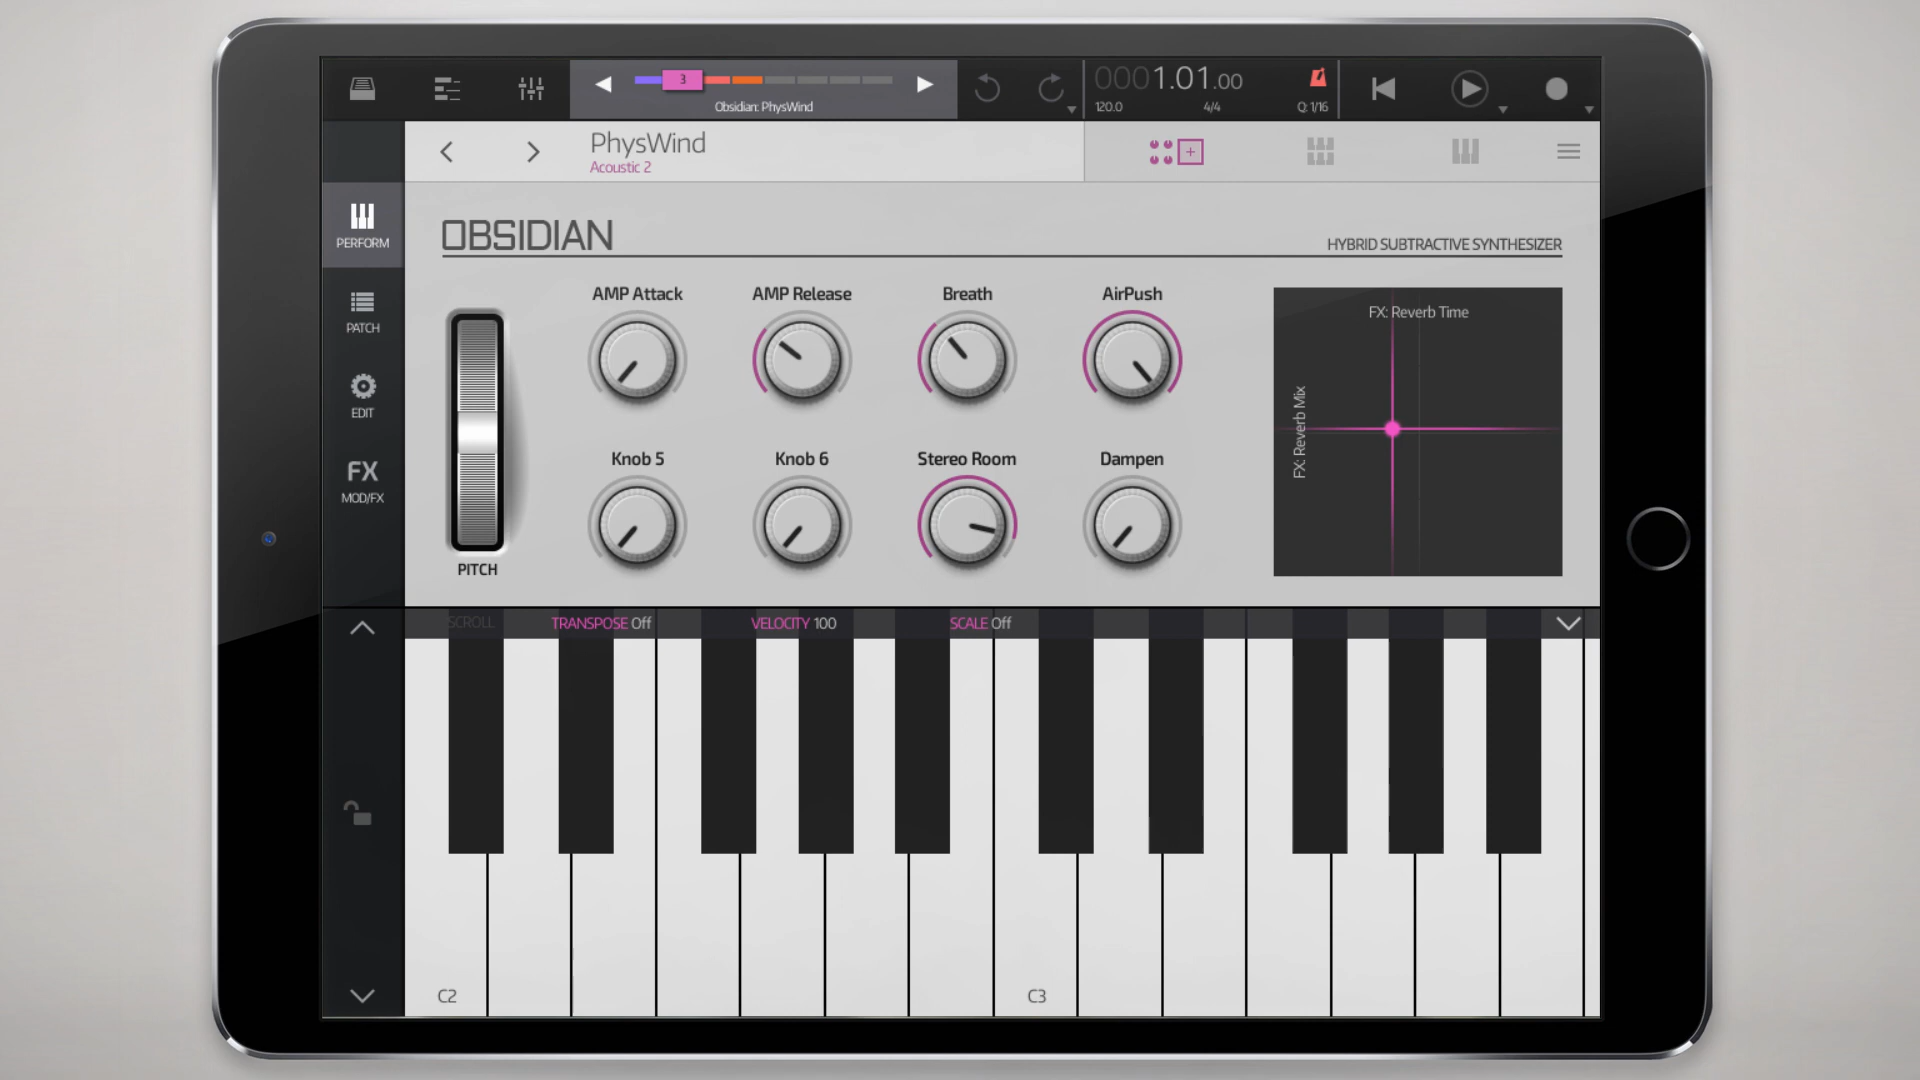 3
Obsidian: PhysWind
0001.01.00
120.0
4/4
Q: 1/16
PhysWind
Acoustic 2
PERFORM
OBSIDIAN
HYBRID SUBTRACTIVE SYNTHESIZER
AMP Attack
AMP Release
Breath
AirPush
FX: Reverb Time
PATCH
EDIT
FX: Reverb Mix
Knob 5
Knob 6
Stereo Room
Dampen
FX
MOD/FX
PITCH
SCROLL
TRANSPOSE Off
VELOCITY 100
SCALE Off
C2
C3